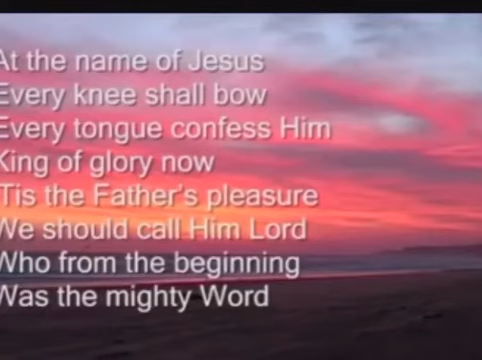 At the name of Jesus
Every knee shall bow
Every tongue confess Him
King of glory now
'Tis the Father's pleasure
We should call Him Lord
Who from the beginning
Was the mighty Word